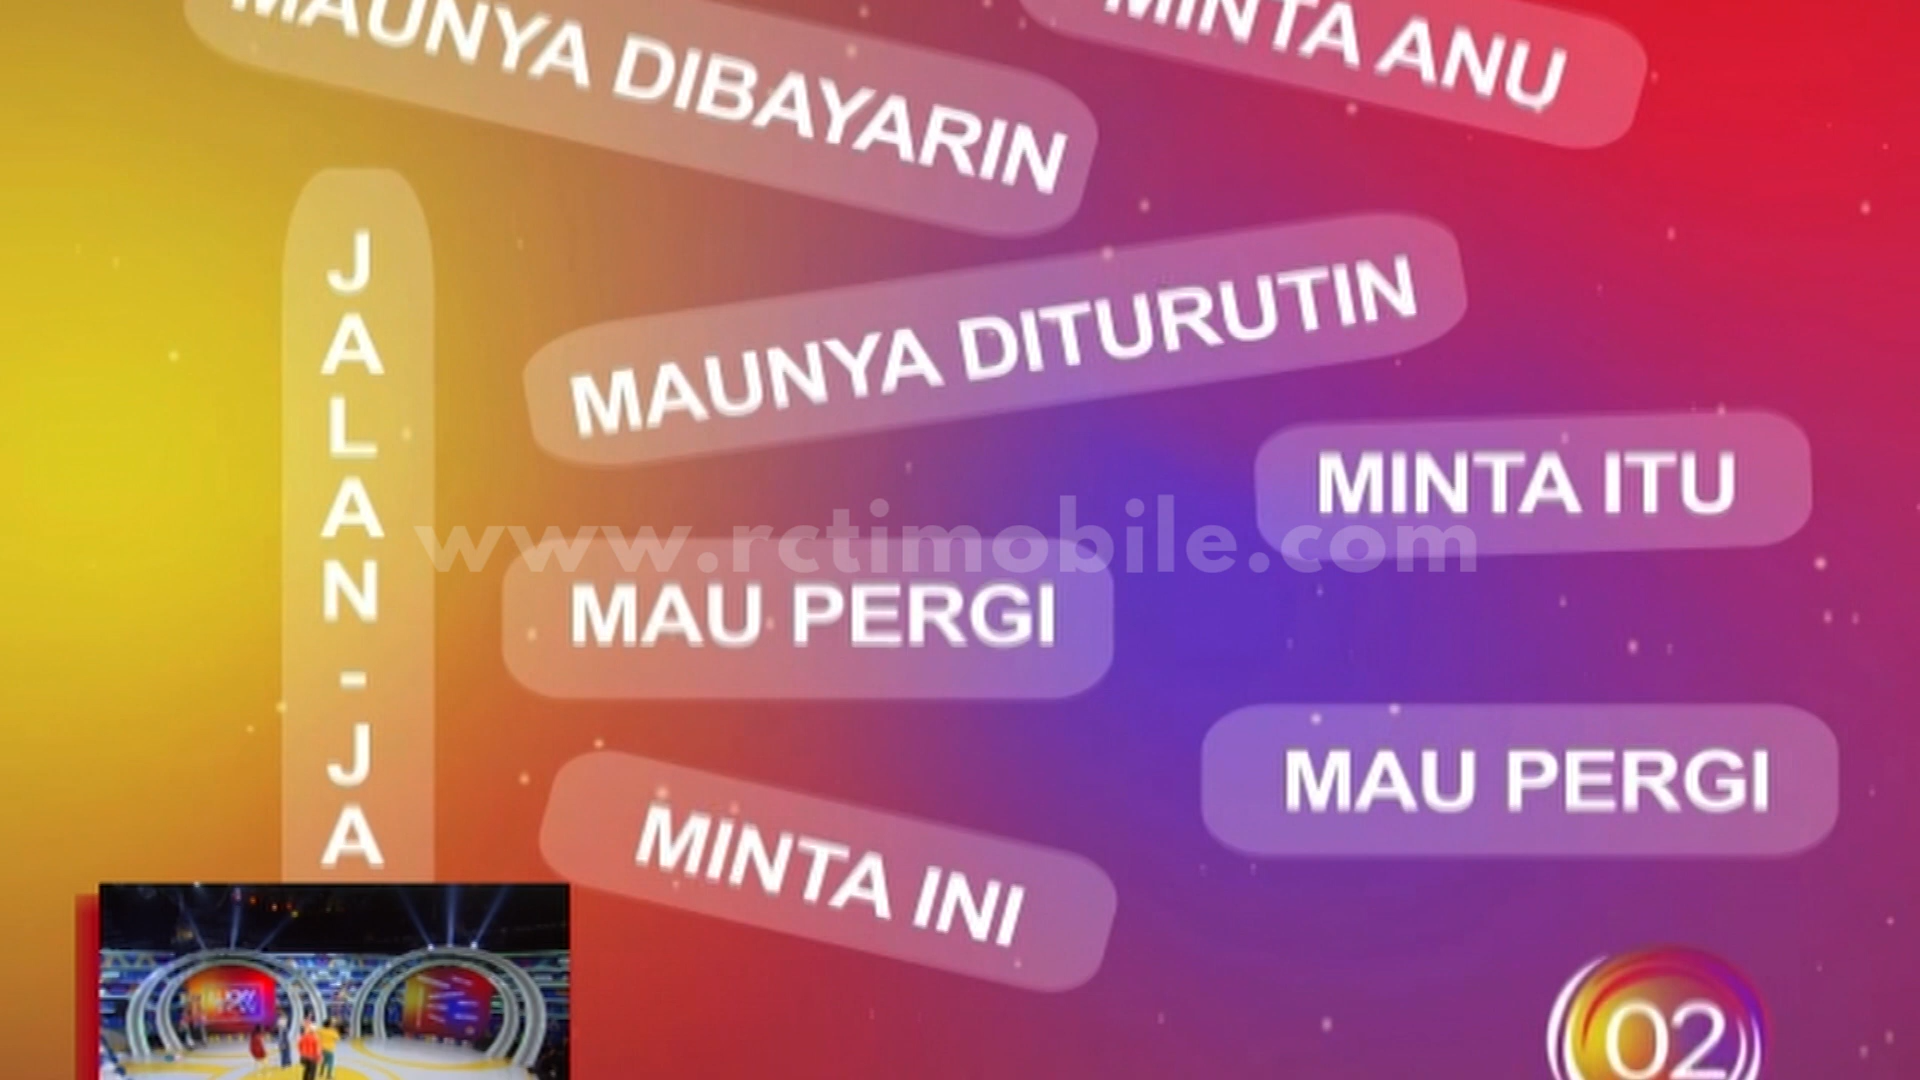 MAUNYA DIBAYARIN
MINTA ANU
JALAN-JA
MAUNYA DITURUTIN
MINTA ITU
www.rctimobile.com
MAU PERGI
MAU PERGI
MINTA INI
02